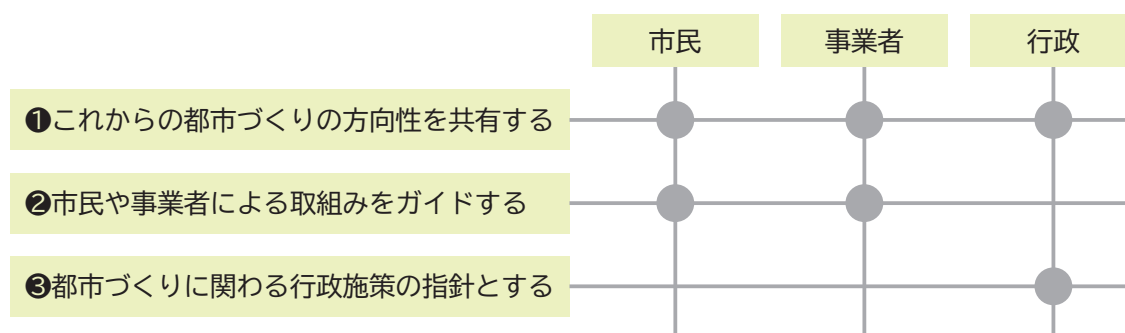 市民 事業者 行政
❶これからの都市づくりの方向性を共有する
❷市民や事業者による取組みをガイドする
❸都市づくりに関わる行政施策の指針とする